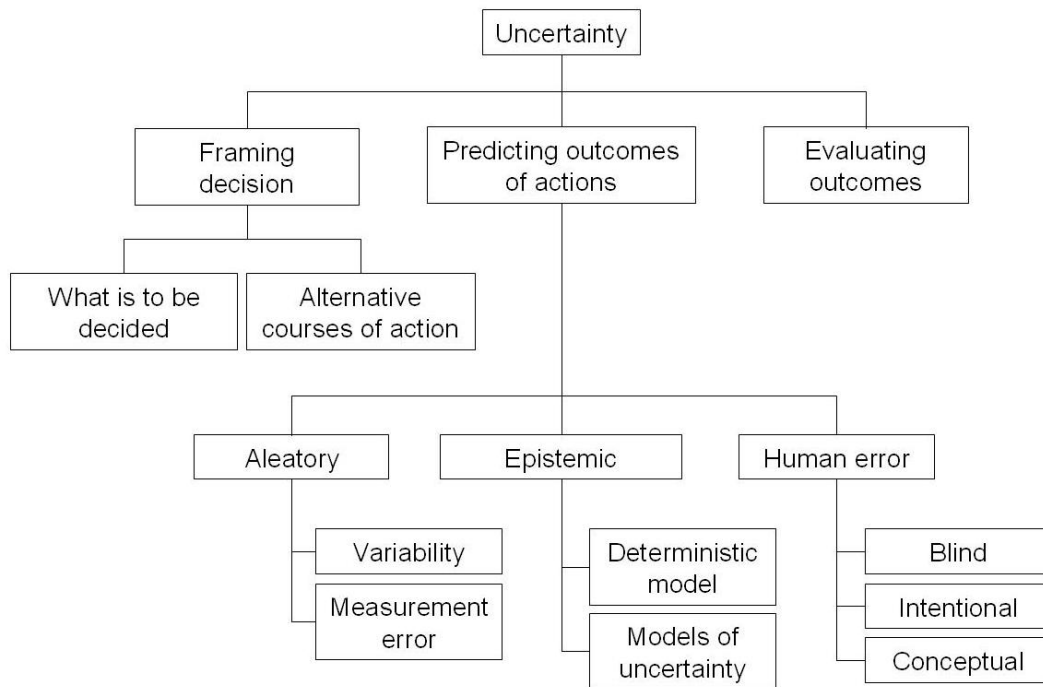 Uncertainty
Framing
decision
Predicting outcomes
of actions
Evaluating
outcomes
What is to be
decided
Alternative
courses of action
Aleatory
Epistemic
Human error
Variability
Measurement
error
Deterministic
model
Models of
uncertainty
Blind
Intentional
Conceptual